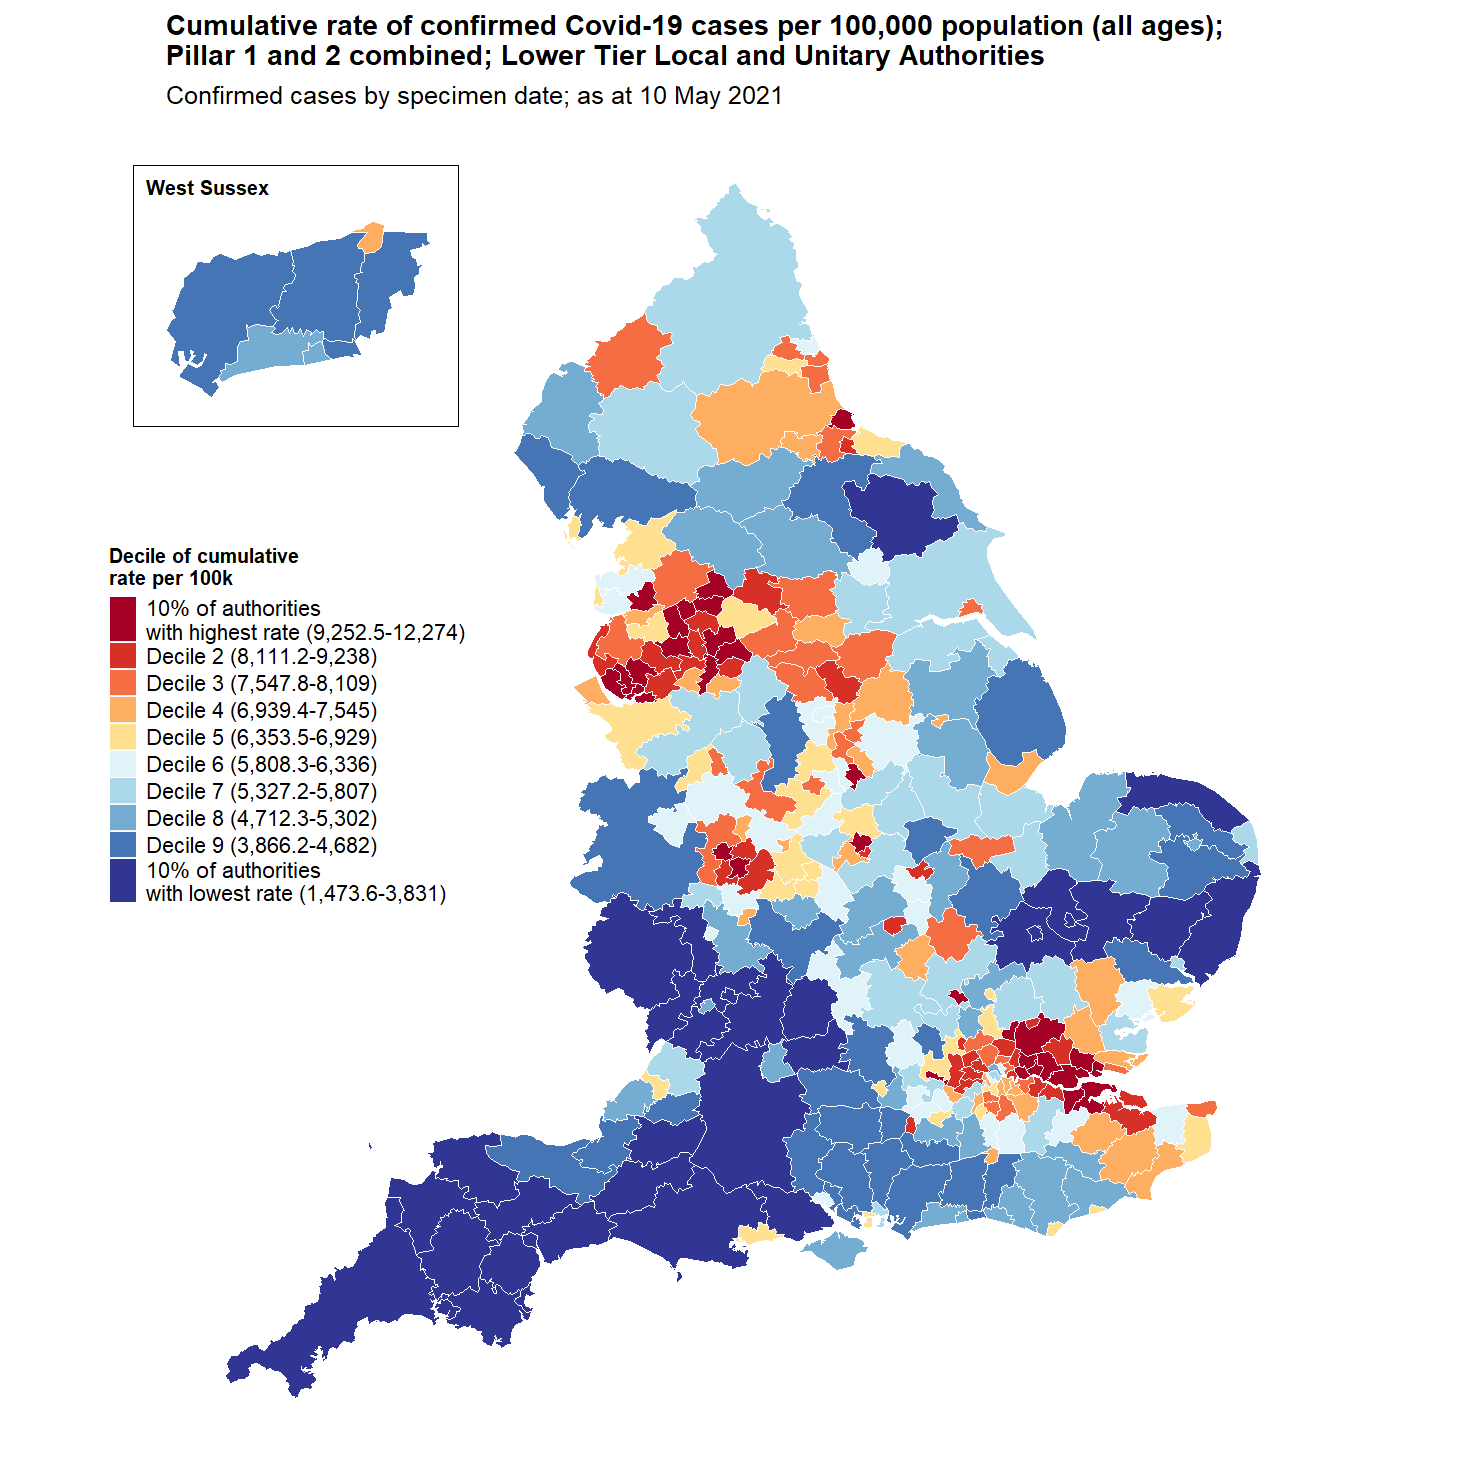 Cumulative rate of confirmed Covid-19 cases per 100,000 population (all ages);
Pillar 1 and 2 combined; Lower Tier Local and Unitary Authorities
Confirmed cases by specimen date; as at 10 May 2021
West Sussex
Decile of cumulative
rate per 100k
10% of authorities
with highest rate (9,252.5-12,274)
Decile 2 (8,111.2-9,238)
Decile 3 (7,547.8-8,109)
Decile 4 (6,939.4-7,545)
Decile 5 (6,353.5-6,929)
Decile 6 (5,808.3-6,336)
Decile 7 (5,327.2-5,807)
Decile 8 (4,712.3-5,302)
Decile 9 (3,866.2-4,682)
10% of authorities
with lowest rate (1,473.6-3,831)